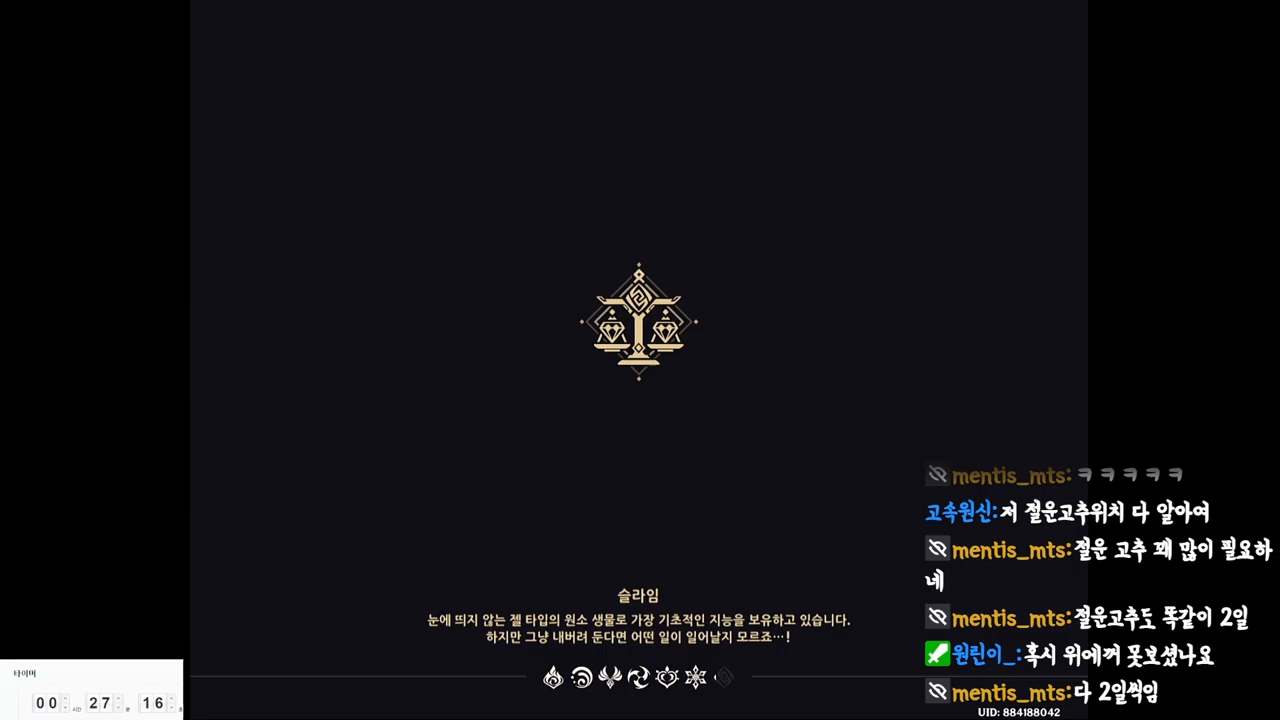 mentis_mts: ㅋㅋㅋㅋㅋ
고속원신: 저 절운고추위치 다 알아여
mentis_mts: 절운 고추 꽤 많이 필요하
네
mentis_mts: 절운고추도 똑같이 2일
원린이_: 혹시 위에꺼 못보셨나요
mentis_mts: 다 2일씩임
슬라임
눈에 띄지 않는 젤 타입의 원소 생물로 가장 기초적인 지능을 보유하고 있습니다.
하지만 그냥 내버려 둔다면 어떤 일이 일어날지 모르죠…!
타이머
00 시간 27 분 16 초
UID: 884188042